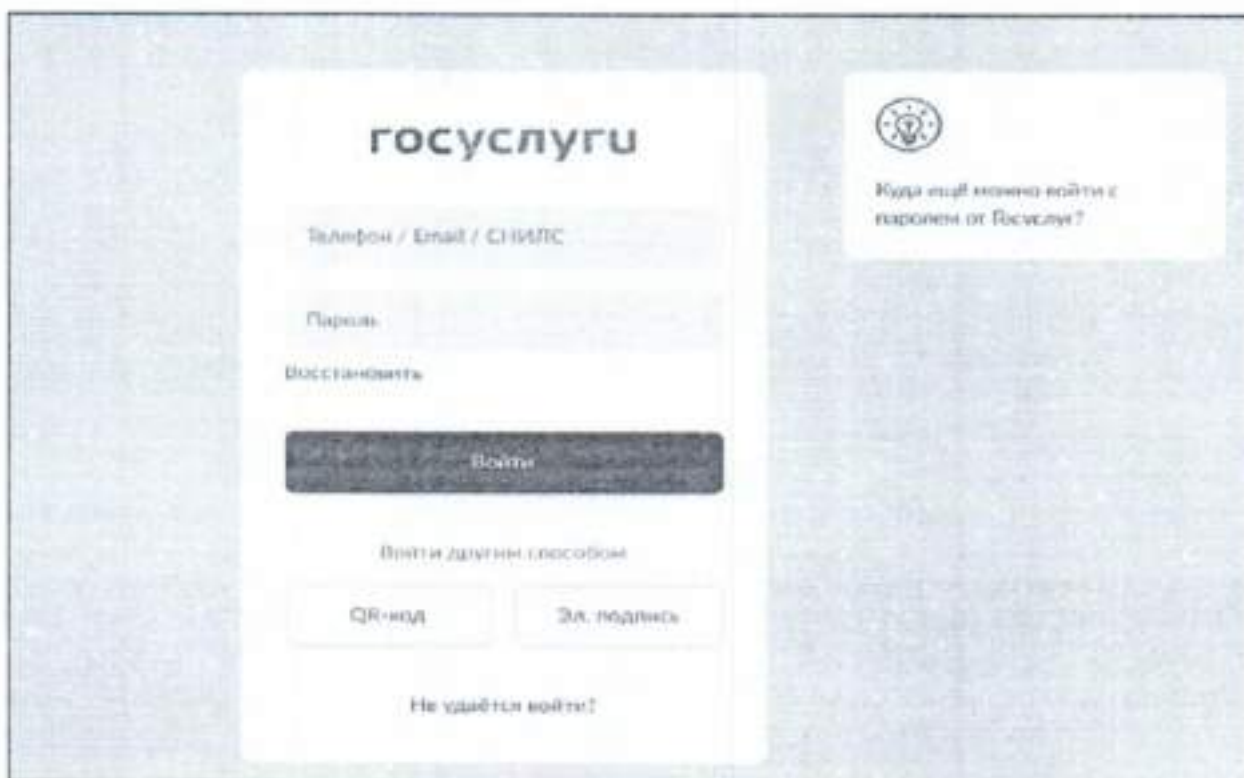 госуслуги
Телефон / Email / СНИЛС
Пароль
Восстановить
Войти
Войти другим способом
QR-код
Эл. подпись
Не удаётся войти?
Куда ещё можно войти с
паролем от Госуслуг?